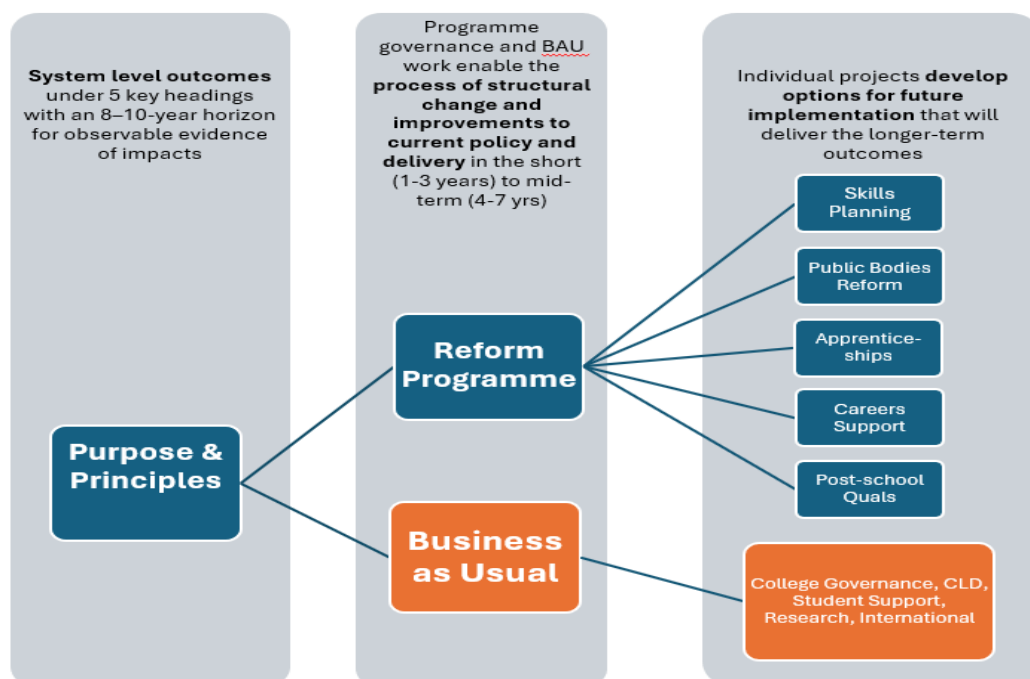 System level outcomes
under 5 key headings
with an 8–10-year horizon
for observable evidence
of impacts
Programme
governance and BAU
work enable the
process of structural
change and
improvements to
current policy and
delivery in the short
(1-3 years) to mid-
term (4-7 yrs)
Individual projects develop
options for future
implementation that will
deliver the longer-term
outcomes
Purpose &
Principles
Reform
Programme
Business
as Usual
Skills
Planning
Public Bodies
Reform
Apprentice-
ships
Careers
Support
Post-school
Quals
College Governance, CLD,
Student Support,
Research, International